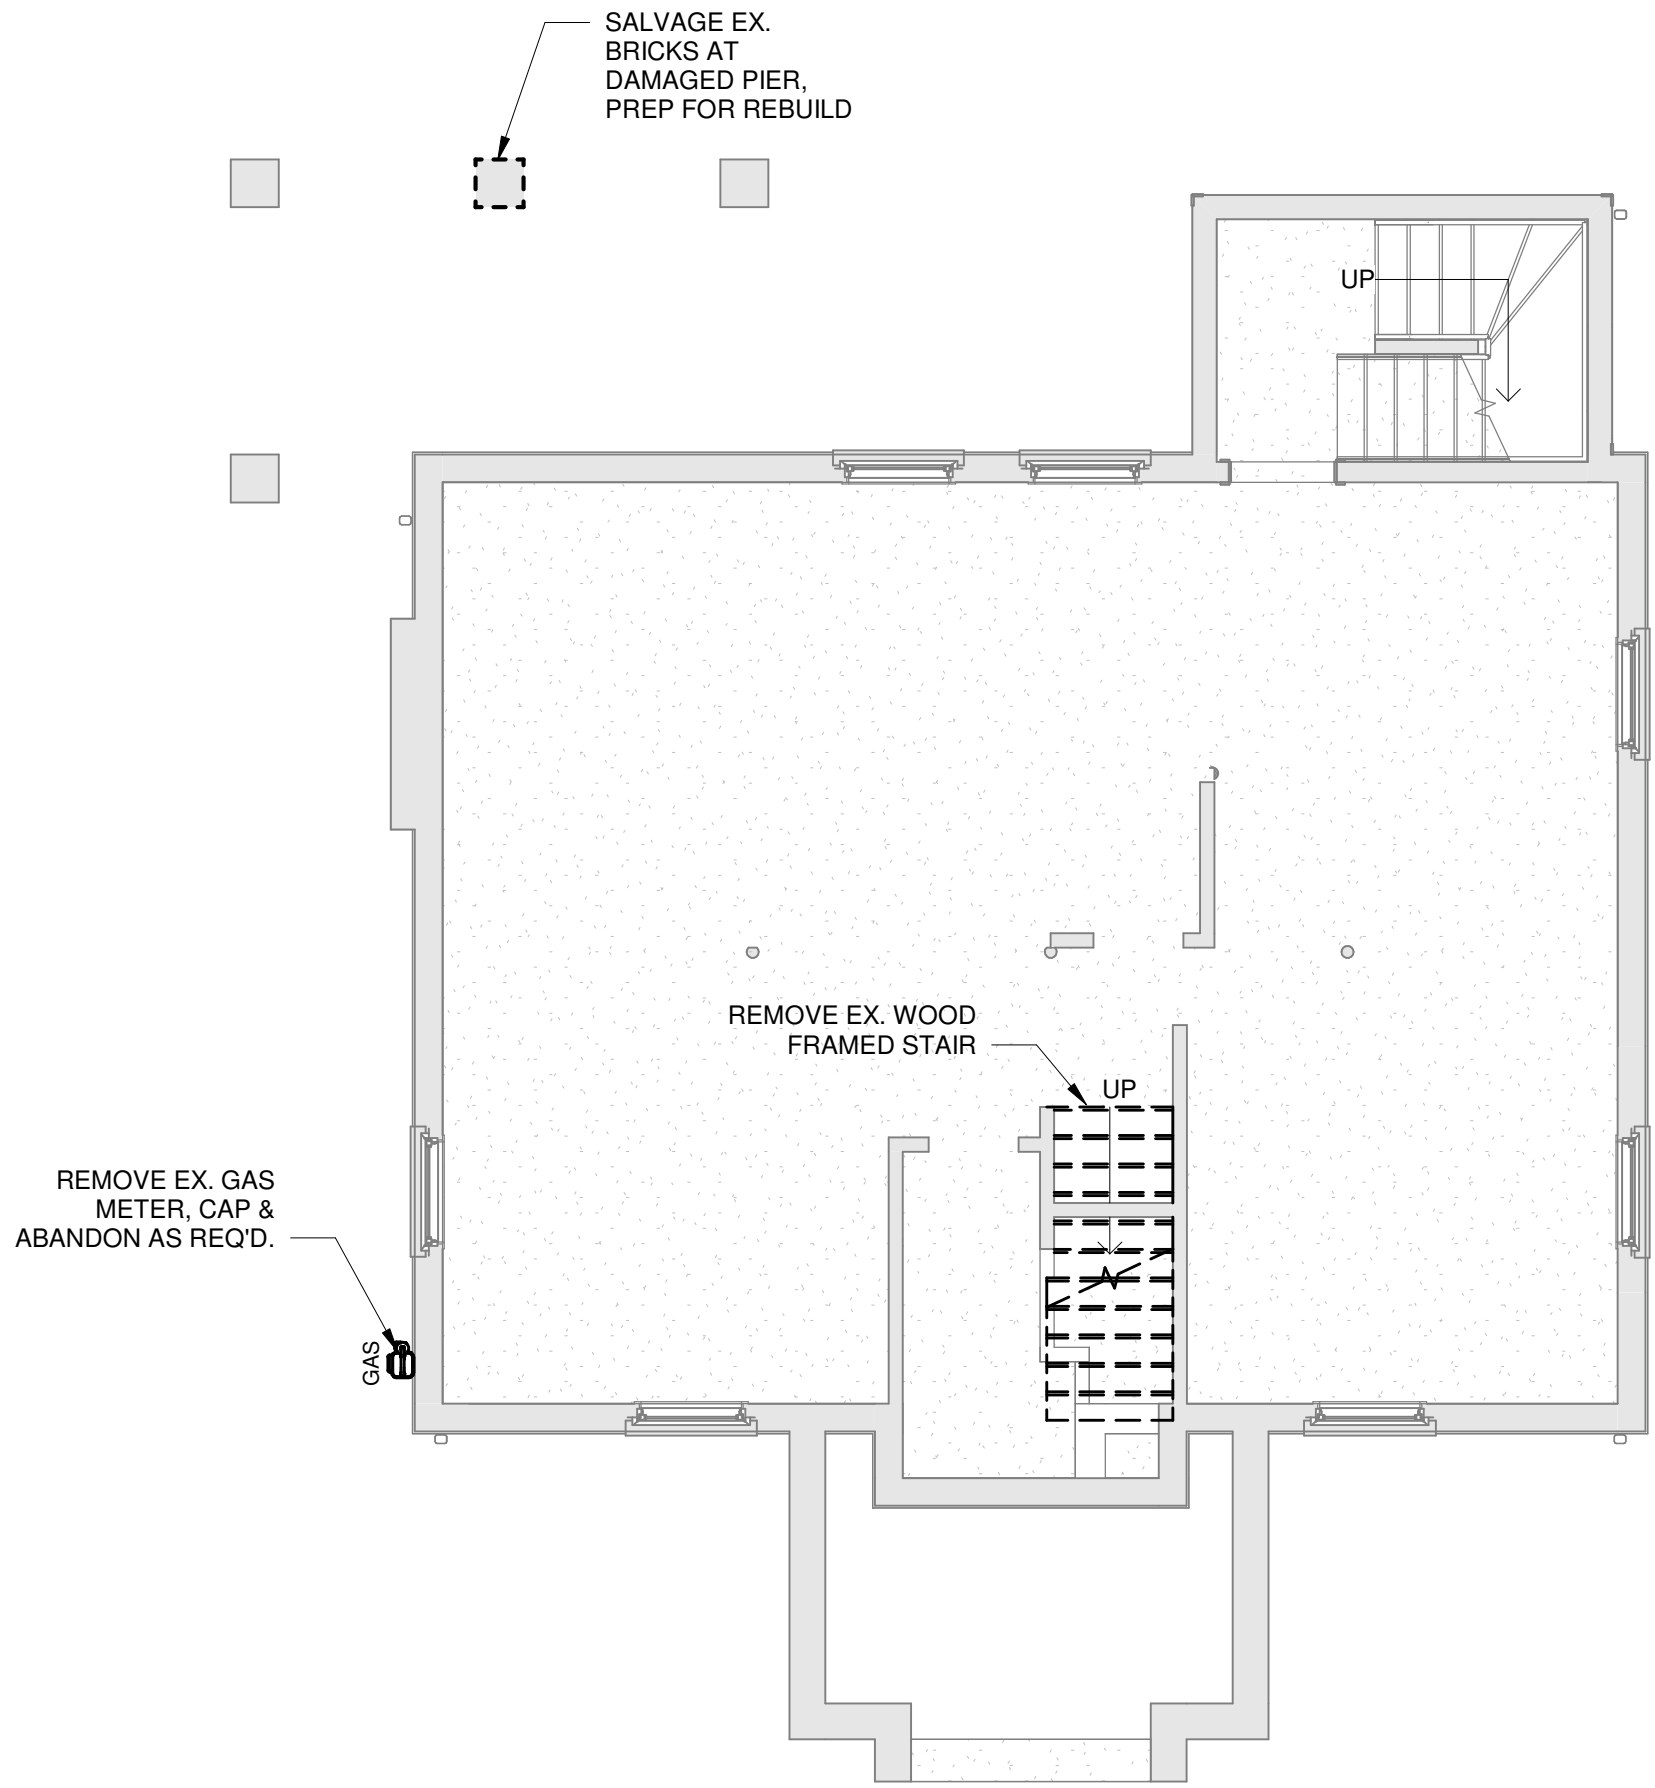 SALVAGE EX.
BRICKS AT
DAMAGED PIER,
PREP FOR REBUILD
UP
REMOVE EX. WOOD
FRAMED STAIR
UP
REMOVE EX. GAS
METER, CAP &
ABANDON AS REQ'D.
GAS